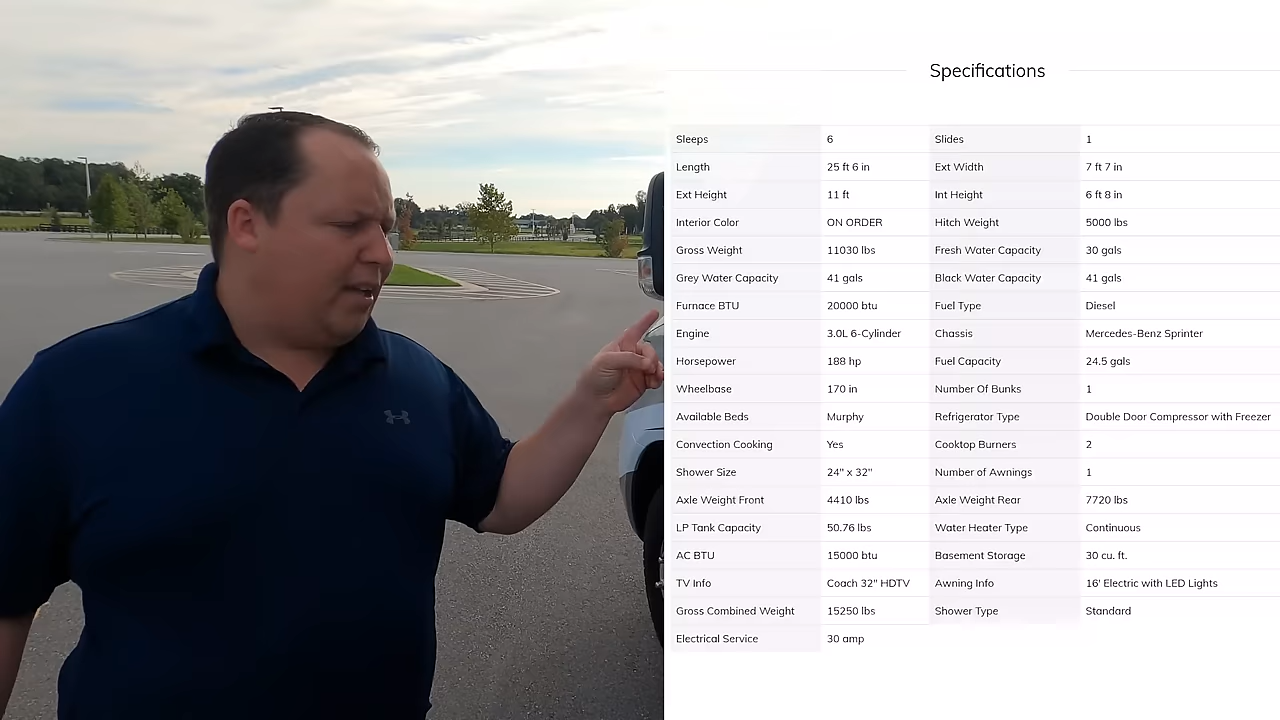 Specifications
Sleeps 6 Slides 1
Length 25 ft 6 in Ext Width 7 ft 7 in
Ext Height 11 ft Int Height 6 ft 8 in
Interior Color ON ORDER Hitch Weight 5000 lbs
Gross Weight 11030 lbs Fresh Water Capacity 30 gals
Grey Water Capacity 41 gals Black Water Capacity 41 gals
Furnace BTU 20000 btu Fuel Type Diesel
Engine 3.0L 6-Cylinder Chassis Mercedes-Benz Sprinter
Horsepower 188 hp Fuel Capacity 24.5 gals
Wheelbase 170 in Number Of Bunks 1
Available Beds Murphy Refrigerator Type Double Door Compressor with Freezer
Convection Cooking Yes Cooktop Burners 2
Shower Size 24" x 32" Number of Awnings 1
Axle Weight Front 4410 lbs Axle Weight Rear 7720 lbs
LP Tank Capacity 50.76 lbs Water Heater Type Continuous
AC BTU 15000 btu Basement Storage 30 cu. ft.
TV Info Coach 32" HDTV Awning Info 16' Electric with LED Lights
Gross Combined Weight 15250 lbs Shower Type Standard
Electrical Service 30 amp